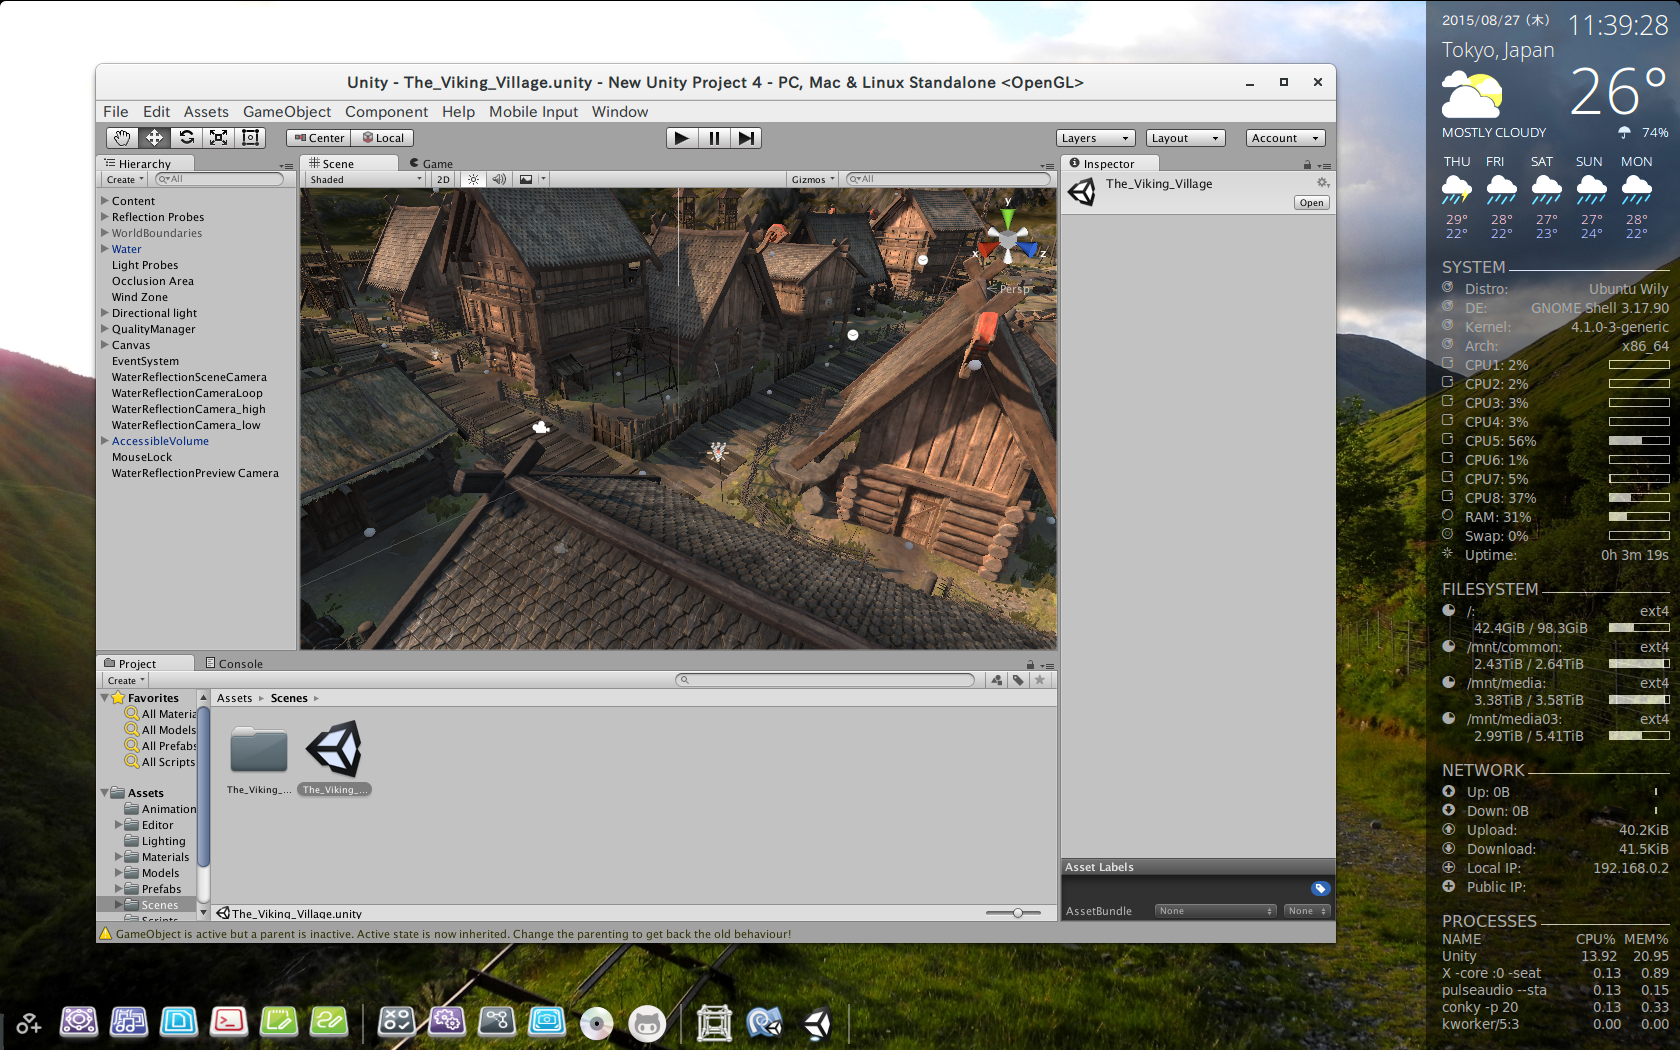 Unity - The_Viking_Village.unity - New Unity Project 4 - PC, Mac & Linux Standalone <OpenGL>
File Edit Assets GameObject Component Help Mobile Input Window
Center Local
Layers Layout Account
Hierarchy
Create All
Content
Reflection Probes
WorldBoundaries
Water
Light Probes
Occlusion Area
Wind Zone
Directional light
QualityManager
Canvas
EventSystem
WaterReflectionSceneCamera
WaterReflectionCameraLoop
WaterReflectionCamera_high
WaterReflectionCamera_low
AccessibleVolume
MouseLock
WaterReflectionPreview Camera
Scene Game
Shaded 2D Gizmos All
y
x z
Persp
Inspector
The_Viking_Village
Open
Asset Labels
AssetBundle None None
Project Console
Create
Favorites
All Materia
All Models
All Prefabs
All Scripts
Assets
Animation
Editor
Lighting
Materials
Models
Prefabs
Scenes
Scripts
Assets Scenes
The_Viking_... The_Viking_...
The_Viking_Village.unity
GameObject is active but a parent is inactive. Active state is now inherited. Change the parenting to get back the old behaviour!
2015/08/27 (木) 11:39:28
Tokyo, Japan
26°
MOSTLY CLOUDY 74%
THU FRI SAT SUN MON
29° 28° 27° 27° 28°
22° 22° 23° 24° 22°
SYSTEM
Distro: Ubuntu Wily
DE: GNOME Shell 3.17.90
Kernel: 4.1.0-3-generic
Arch: x86_64
CPU1: 2%
CPU2: 2%
CPU3: 3%
CPU4: 3%
CPU5: 56%
CPU6: 1%
CPU7: 5%
CPU8: 37%
RAM: 31%
Swap: 0%
Uptime: 0h 3m 19s
FILESYSTEM
/: ext4
42.4GiB / 98.3GiB
/mnt/common: ext4
2.43TiB / 2.64TiB
/mnt/media: ext4
3.38TiB / 3.58TiB
/mnt/media03: ext4
2.99TiB / 5.41TiB
NETWORK
Up: 0B
Down: 0B
Upload: 40.2KiB
Download: 41.5KiB
Local IP: 192.168.0.2
Public IP:
PROCESSES
NAME CPU% MEM%
Unity 13.92 20.95
X -core :0 -seat 0.13 0.89
pulseaudio --sta 0.13 0.15
conky -p 20 0.13 0.33
kworker/5:3 0.00 0.00